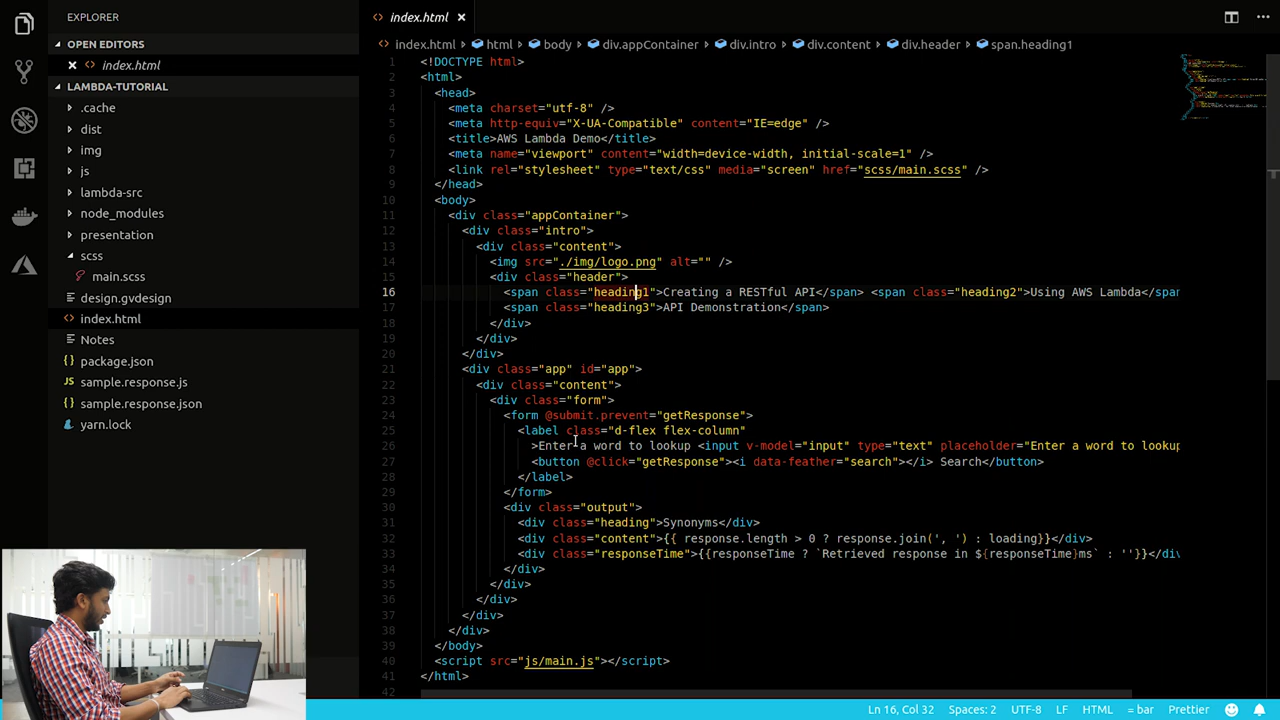 EXPLORER
OPEN EDITORS
index.html
LAMBDA-TUTORIAL
.cache
dist
img
js
lambda-src
node_modules
presentation
scss
main.scss
design.gvdesign
index.html
Notes
package.json
JS sample.response.js
sample.response.json
yarn.lock
index.html
index.html html body div.appContainer div.intro div.content div.header span.heading1
1 <!DOCTYPE html>
2 <html>
3 <head>
4 <meta charset="utf-8" />
5 <meta http-equiv="X-UA-Compatible" content="IE=edge" />
6 <title>AWS Lambda Demo</title>
7 <meta name="viewport" content="width=device-width, initial-scale=1" />
8 <link rel="stylesheet" type="text/css" media="screen" href="scss/main.scss" />
9 </head>
10 <body>
11 <div class="appContainer">
12 <div class="intro">
13 <div class="content">
14 <img src="./img/logo.png" alt="" />
15 <div class="header">
16 <span class="heading1">Creating a RESTful API</span> <span class="heading2">Using AWS Lambda</span
17 <span class="heading3">API Demonstration</span>
18 </div>
19 </div>
20 </div>
21 <div class="app" id="app">
22 <div class="content">
23 <div class="form">
24 <form @submit.prevent="getResponse">
25 <label class="d-flex flex-column"
26 >Enter a word to lookup <input v-model="input" type="text" placeholder="Enter a word to lookup
27 <button @click="getResponse"><i data-feather="search"></i> Search</button>
28 </label>
29 </form>
30 <div class="output">
31 <div class="heading">Synonyms</div>
32 <div class="content">{{ response.length > 0 ? response.join(', ') : loading}}</div>
33 <div class="responseTime">{{responseTime ? `Retrieved response in ${responseTime}ms` : ''}}</div
34 </div>
35 </div>
36 </div>
37 </div>
38 </div>
39 </body>
40 <script src="js/main.js"></script>
41 </html>
42
Ln 16, Col 32 Spaces: 2 UTF-8 LF HTML = bar Prettier